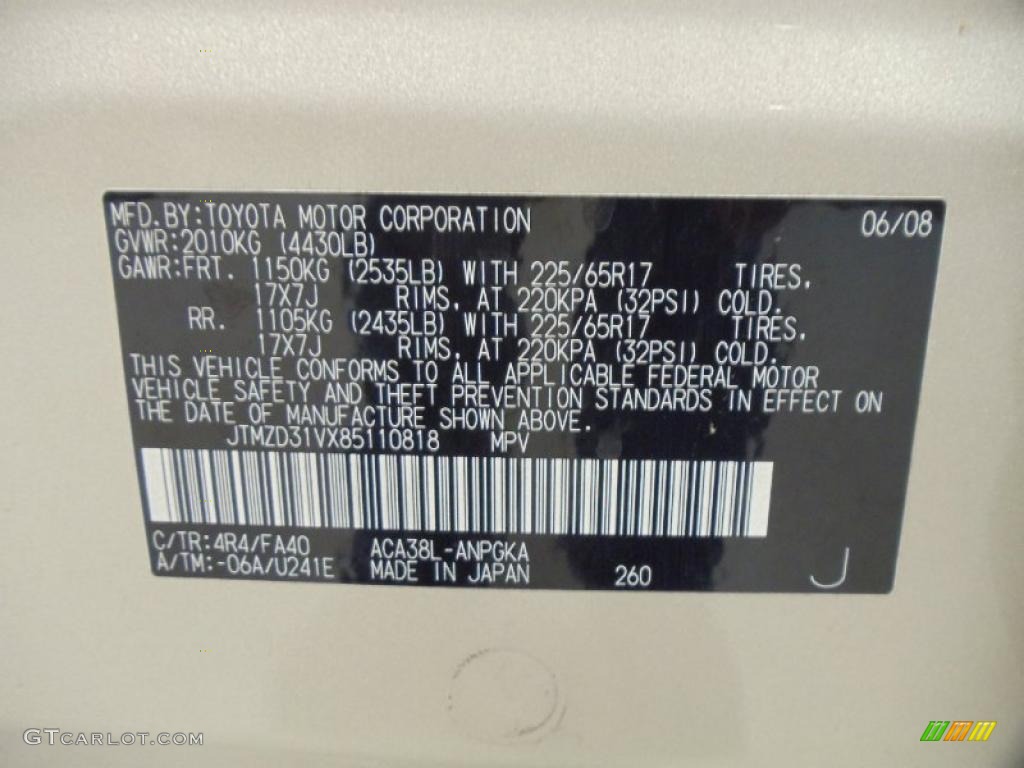 MFD.BY:TOYOTA MOTOR CORPORATION 06/08
GVWR:2010KG (4430LB)
GAWR:FRT. 1150KG (2535LB) WITH 225/65R17 TIRES,
17X7J RIMS, AT 220KPA (32PSI) COLD.
RR. 1105KG (2435LB) WITH 225/65R17 TIRES,
17X7J RIMS, AT 220KPA (32PSI) COLD.
THIS VEHICLE CONFORMS TO ALL APPLICABLE FEDERAL MOTOR
VEHICLE SAFETY AND THEFT PREVENTION STANDARDS IN EFFECT ON
THE DATE OF MANUFACTURE SHOWN ABOVE.
JTMZD31VX85110818 MPV
C/TR:4R4/FA40 ACA38L-ANPGKA
A/TM:-06A/U241E MADE IN JAPAN 260 J
GTCARLOT.COM